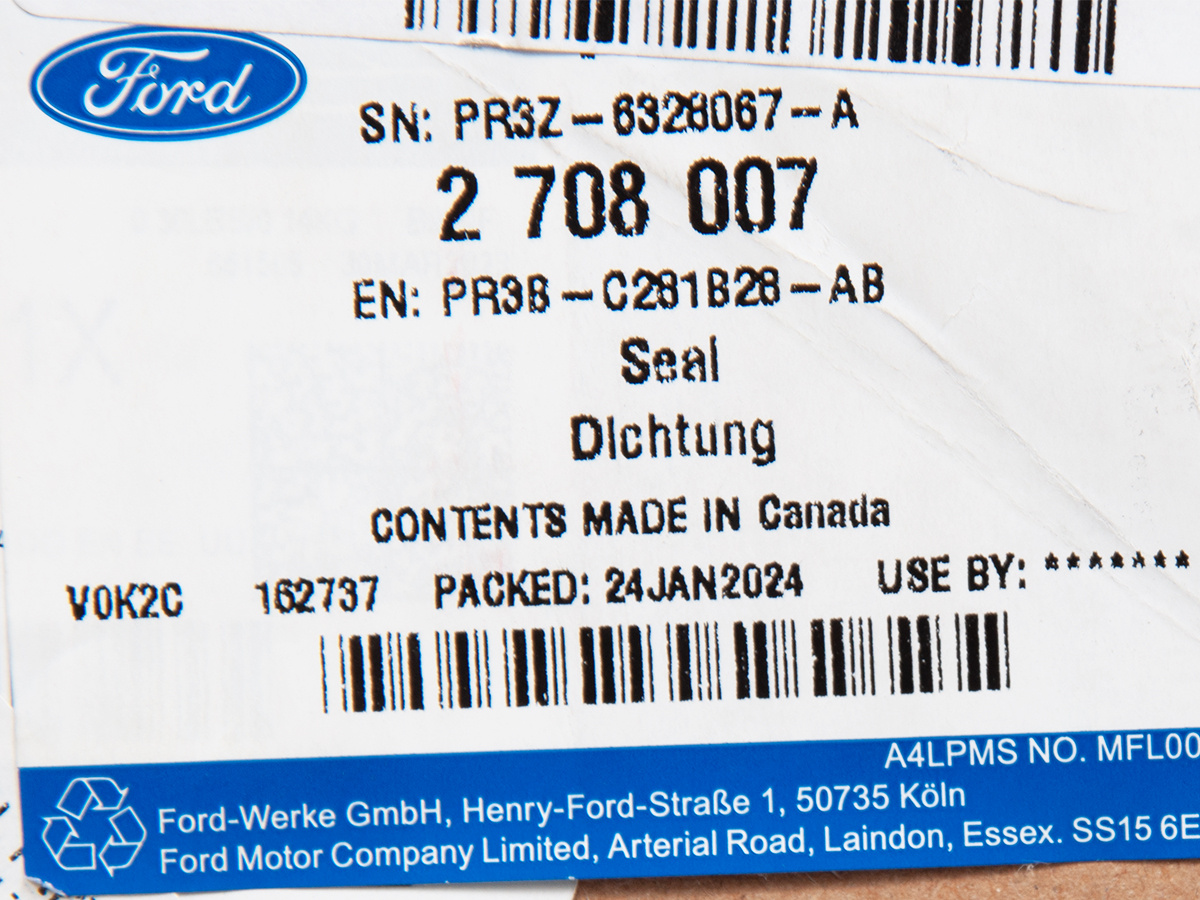 Ford
SN: PR3Z-6328067-A
2 708 007
EN: PR3B-C281B28-AB
Seal
Dichtung
CONTENTS MADE IN Canada
V0K2C 162737 PACKED: 24JAN2024 USE BY: *******
A4LPMS NO. MFL00
Ford-Werke GmbH, Henry-Ford-Straße 1, 50735 Köln
Ford Motor Company Limited, Arterial Road, Laindon, Essex. SS15 6E